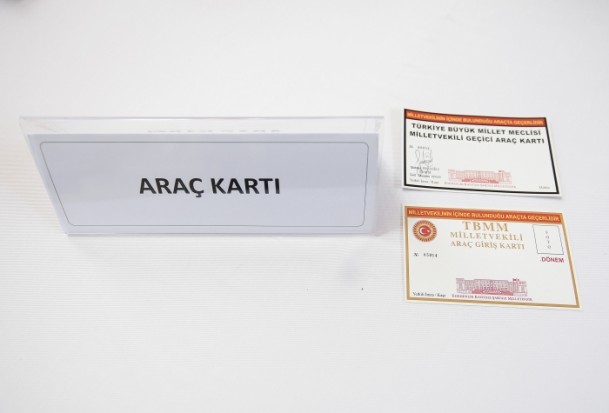 ARAÇ KARTI
MİLLETVEKİLİNİN İÇİNDE BULUNDUĞU ARAÇTA GEÇERLİDİR
TÜRKİYE BÜYÜK MİLLET MECLİSİ
MİLLETVEKİLİ GEÇİCİ ARAÇ KARTI
N
MİLLETVEKİLİNİN İÇİNDE BULUNDUĞU ARAÇTA GEÇERLİDİR
TBMM
MİLLETVEKİLİ
ARAÇ GİRİŞ KARTI
N
.DÖNEM